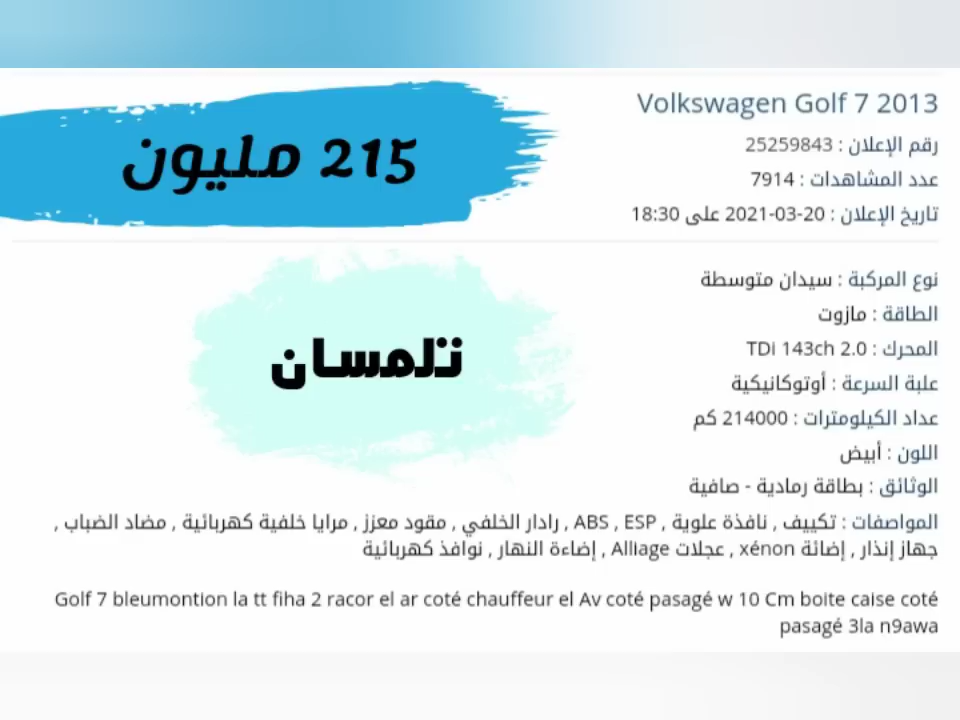 Volkswagen Golf 7 2013
رقم الإعلان : 25259843
عدد المشاهدات : 7914
تاريخ الإعلان : 20-03-2021 على 18:30
215 مليون
نوع المركبة : سيدان متوسطة
الطاقة : مازوت
المحرك : 2.0 TDi 143ch
علبة السرعة : أوتوكانيكية
عداد الكيلومترات : 214000 كم
اللون : أبيض
الوثائق : بطاقة رمادية - صافية
تلمسان
المواصفات : تكييف , نافذة علوية , ABS , ESP , رادار الخلفي , مقود معزز , مرايا خلفية كهربائية , مضاد الضباب ,
جهاز إنذار , إضائة xénon , عجلات Alliage , إضاءة النهار , نوافذ كهربائية
Golf 7 bleumontion la tt fiha 2 racor el ar coté chauffeur el Av coté pasagé w 10 Cm boite caise coté
pasagé 3la n9awa